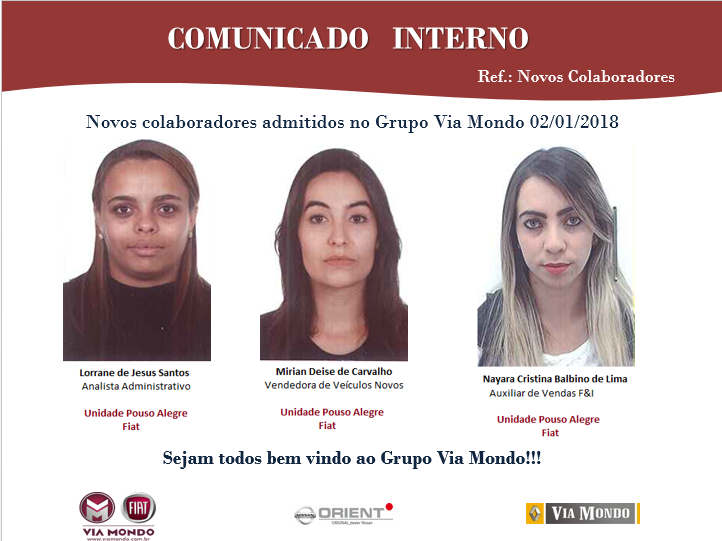 COMUNICADO INTERNO
Ref.: Novos Colaboradores
Novos colaboradores admitidos no Grupo Via Mondo 02/01/2018
Lorrane de Jesus Santos
Analista Administrativo
Unidade Pouso Alegre
Fiat
Mirian Deise de Carvalho
Vendedora de Veículos Novos
Unidade Pouso Alegre
Fiat
Nayara Cristina Balbino de Lima
Auxiliar de Vendas F&I
Unidade Pouso Alegre
Fiat
Sejam todos bem vindo ao Grupo Via Mondo!!!
FIAT
VIA MONDO
www.viamondo.com.br
NISSAN
ORIENT
VIA MONDO